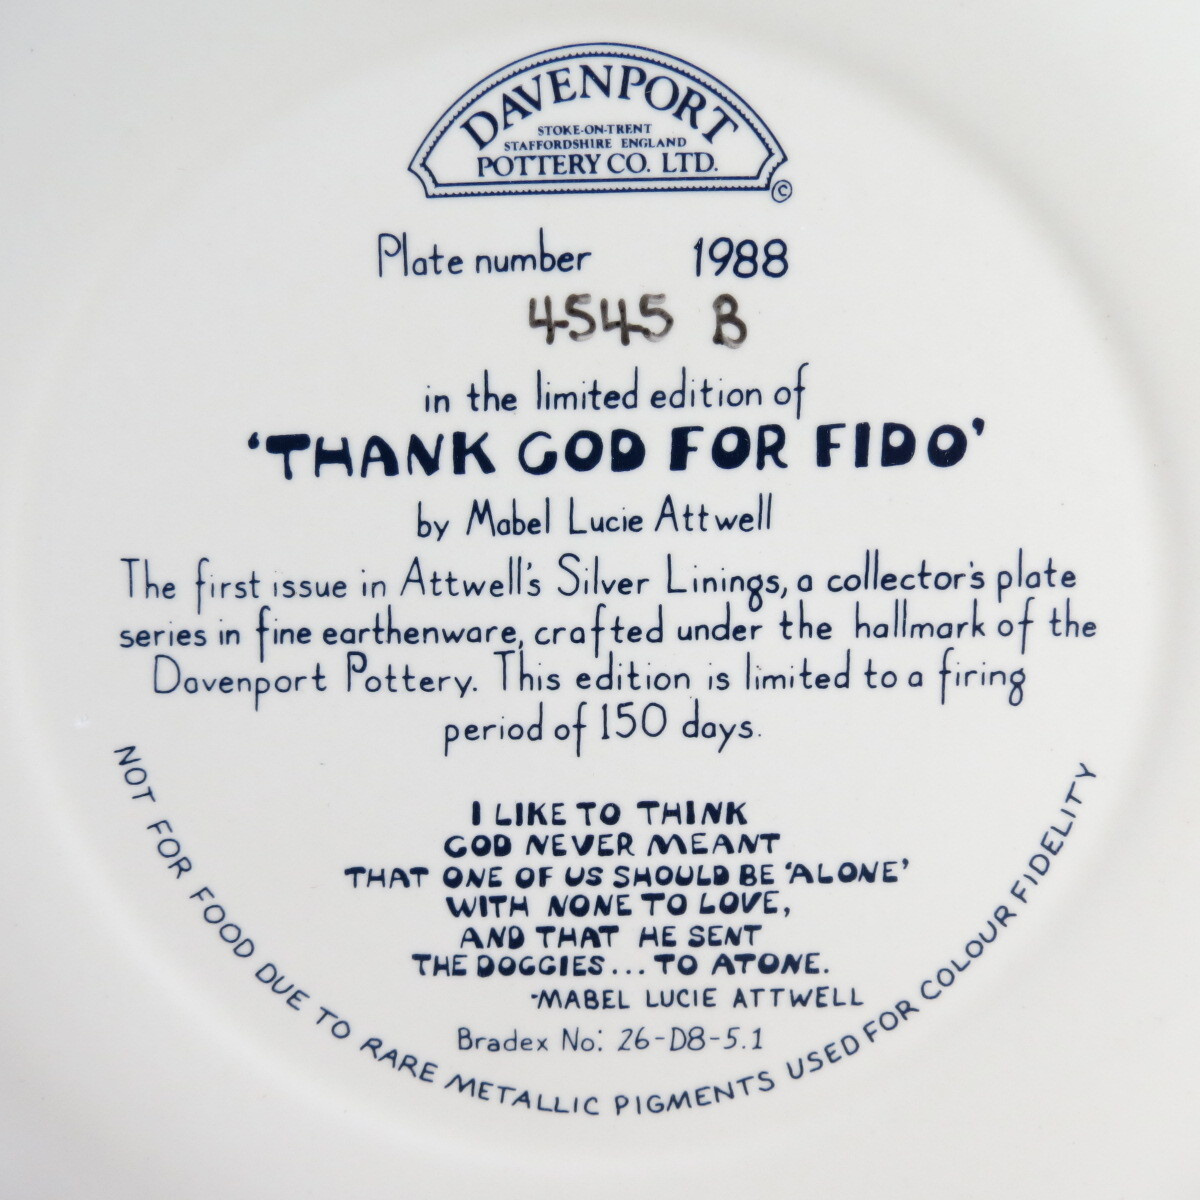 DAVENPORT
STOKE-ON-TRENT
STAFFORDSHIRE ENGLAND
POTTERY CO. LTD.
©
Plate number 1988
4545 B
in the limited edition of
'THANK GOD FOR FIDO'
by Mabel Lucie Attwell
The first issue in Attwell's Silver Linings, a collector's plate
series in fine earthenware, crafted under the hallmark of the
Davenport Pottery. This edition is limited to a firing
period of 150 days.
I LIKE TO THINK
GOD NEVER MEANT
THAT ONE OF US SHOULD BE 'ALONE'
WITH NONE TO LOVE,
AND THAT HE SENT
THE DOGGIES... TO ATONE.
-MABEL LUCIE ATTWELL
Bradex No: 26-D8-5.1
NOT FOR FOOD DUE TO RARE METALLIC PIGMENTS USED FOR COLOUR FIDELITY